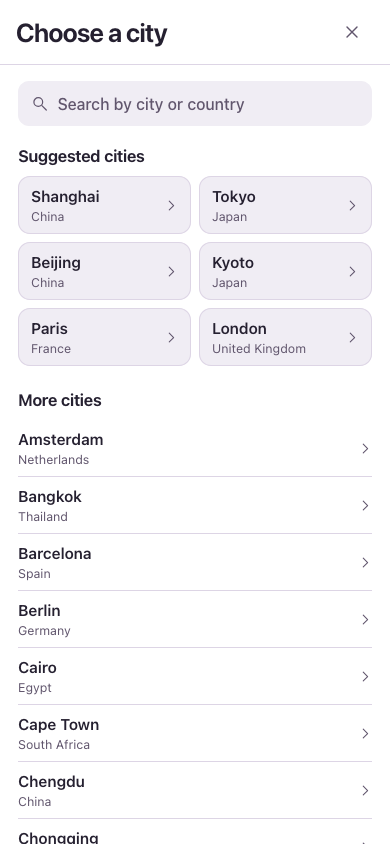 Choose a city
Search by city or country
Suggested cities
Shanghai
China
Tokyo
Japan
Beijing
China
Kyoto
Japan
Paris
France
London
United Kingdom
More cities
Amsterdam
Netherlands
Bangkok
Thailand
Barcelona
Spain
Berlin
Germany
Cairo
Egypt
Cape Town
South Africa
Chengdu
China
Chongqing